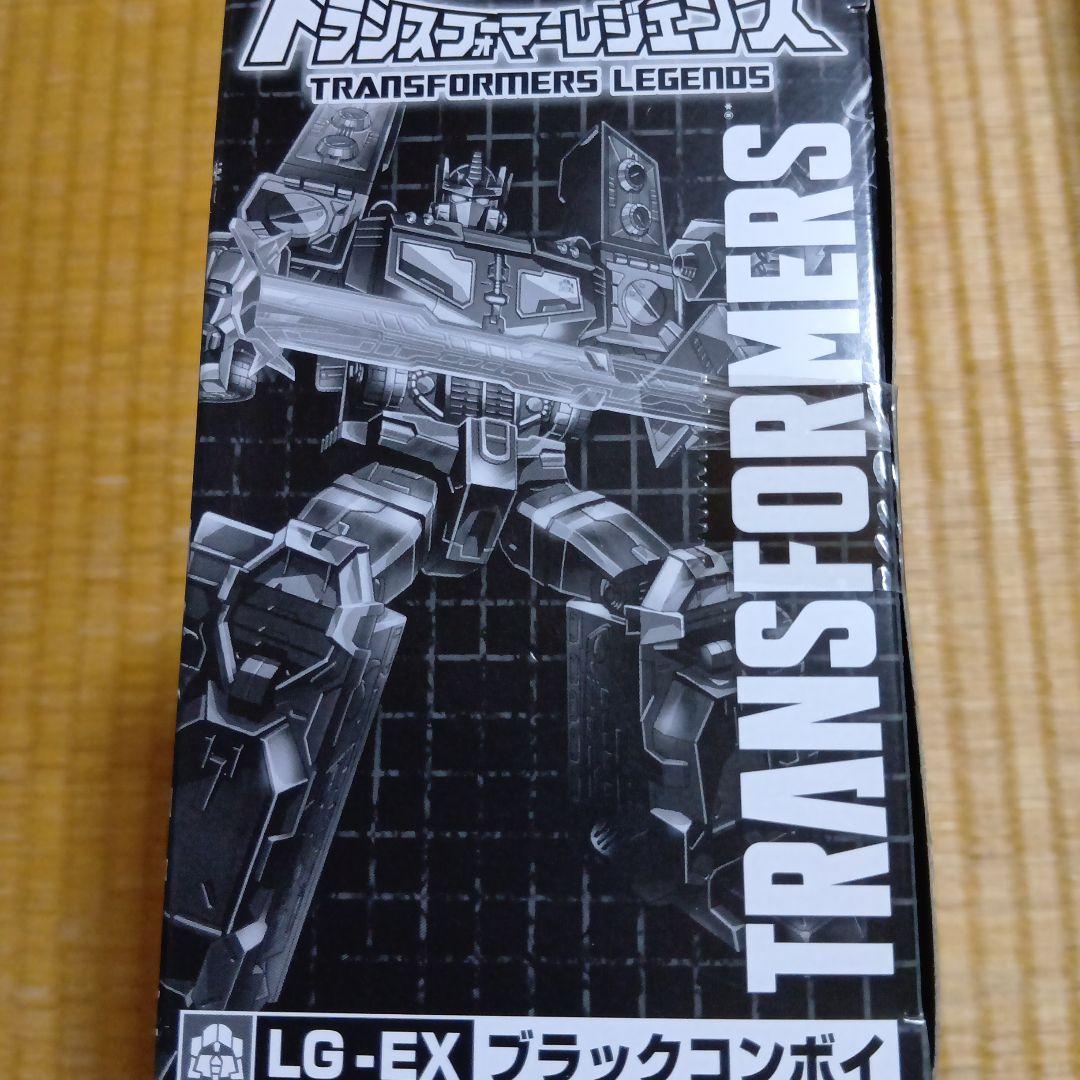 トランスフォーマーレジェンズ
TRANSFORMERS LEGENDS
TRANSFORMERS
LG-EX ブラックコンボイ